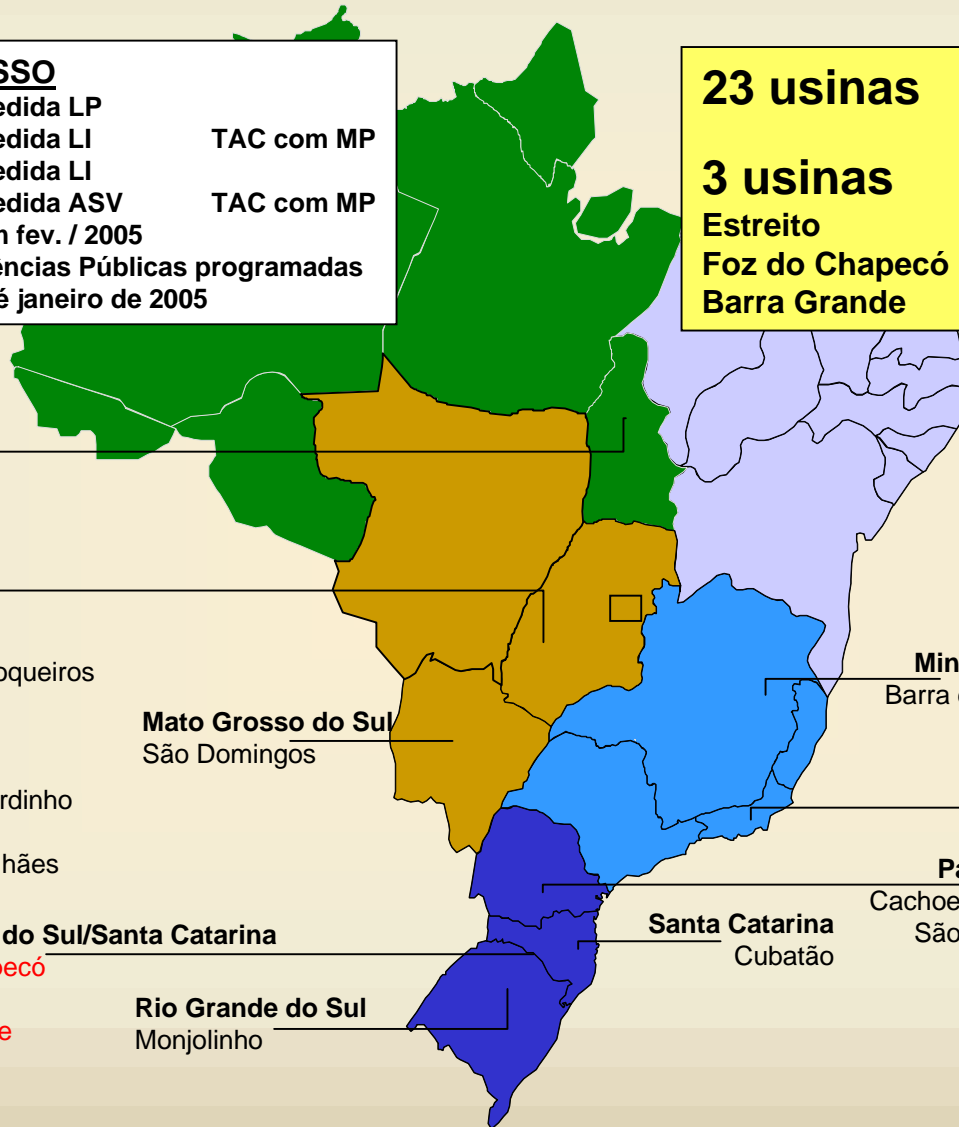 SSO
edida LP
edida LI TAC com MP
edida LI
edida ASV TAC com MP
fev. / 2005
ências Públicas programadas
é janeiro de 2005
23 usinas
3 usinas
Estreito
Foz do Chapecó
Barra Grande
oqueiros
Mato Grosso do Sul
São Domingos
rdinho
hães
do Sul/Santa Catarina
pecó
e
Rio Grande do Sul
Monjolinho
Santa Catarina
Cubatão
Min
Barra
Pa
Cachoe
São